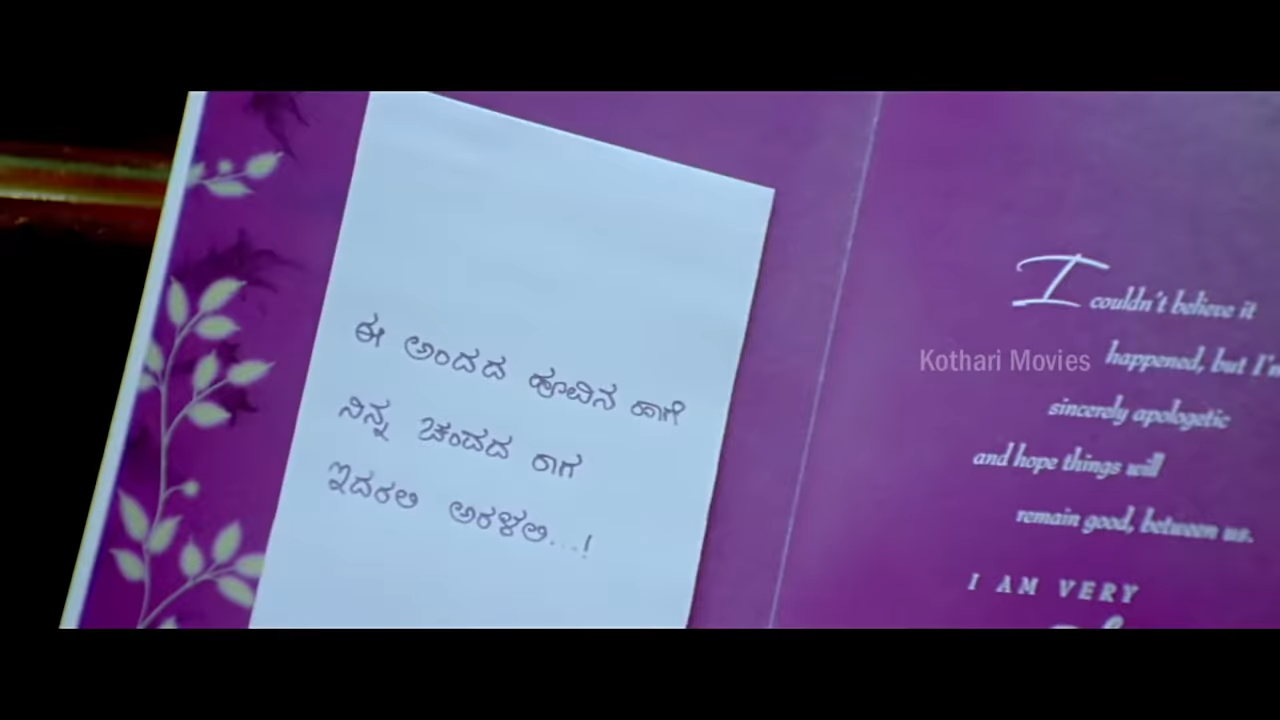 ಈ ಅಂದದ ಹೂವಿನ ಹಾಗೆ
ನಿನ್ನ ಚಂದದ ರಾಗ
ಇದರಲಿ ಅರಳಲಿ...!
I couldn't believe it
happened, but I'm
sincerely apologetic
and hope things will
remain good, between us.
I AM VERY
Kothari Movies